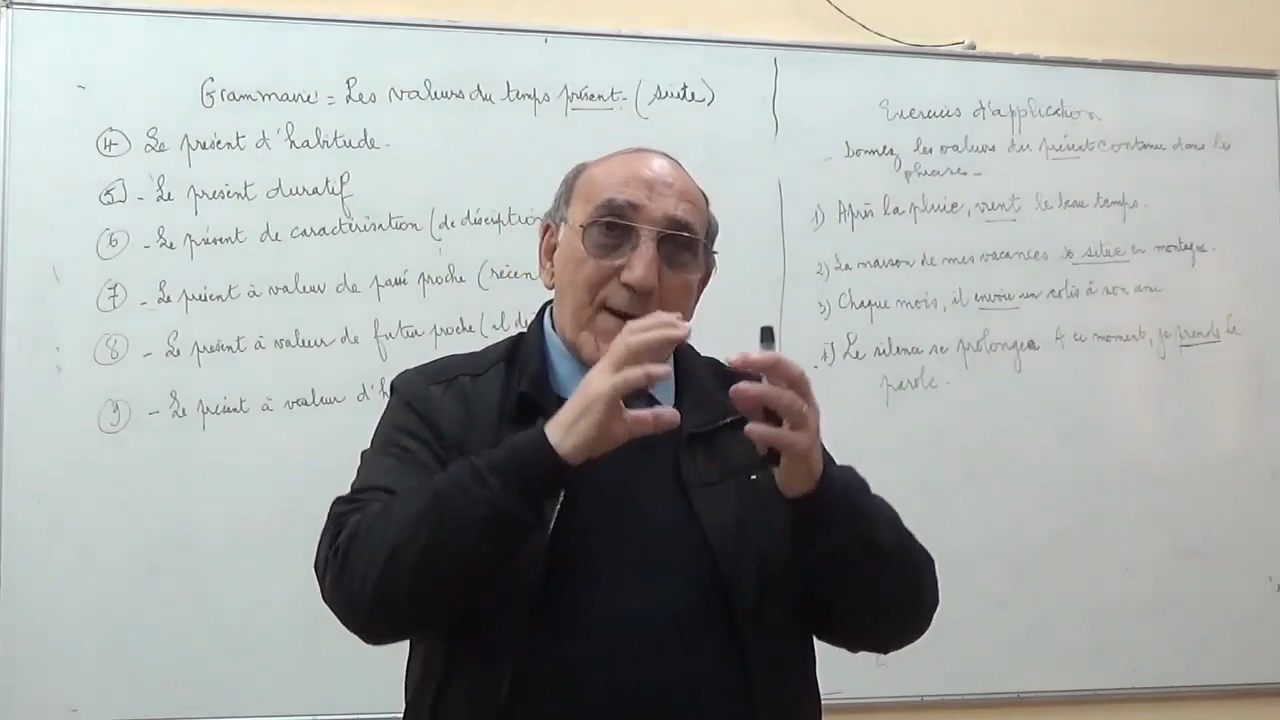 Grammaire = Les valeurs du temps présent - (suite)
4 Le présent d'habitude.
5 - Le présent duratif
6 - Le présent de caractérisation (de déscription
7 - Le présent à valeur de passé proche (récen
8 - Le présent à valeur de futur proche (il de
9 - Le présent à valeur d'h
Exercices d'application
- Donnez les valeurs du présent contenu dans les
phrases -
1) Après la pluie, vient le beau temps.
2) La maison de mes vacances se située en montagne.
3) Chaque mois, il envoie un colis à son ami
4) Le silence se prolongea A ce moment, je prends la
parole.